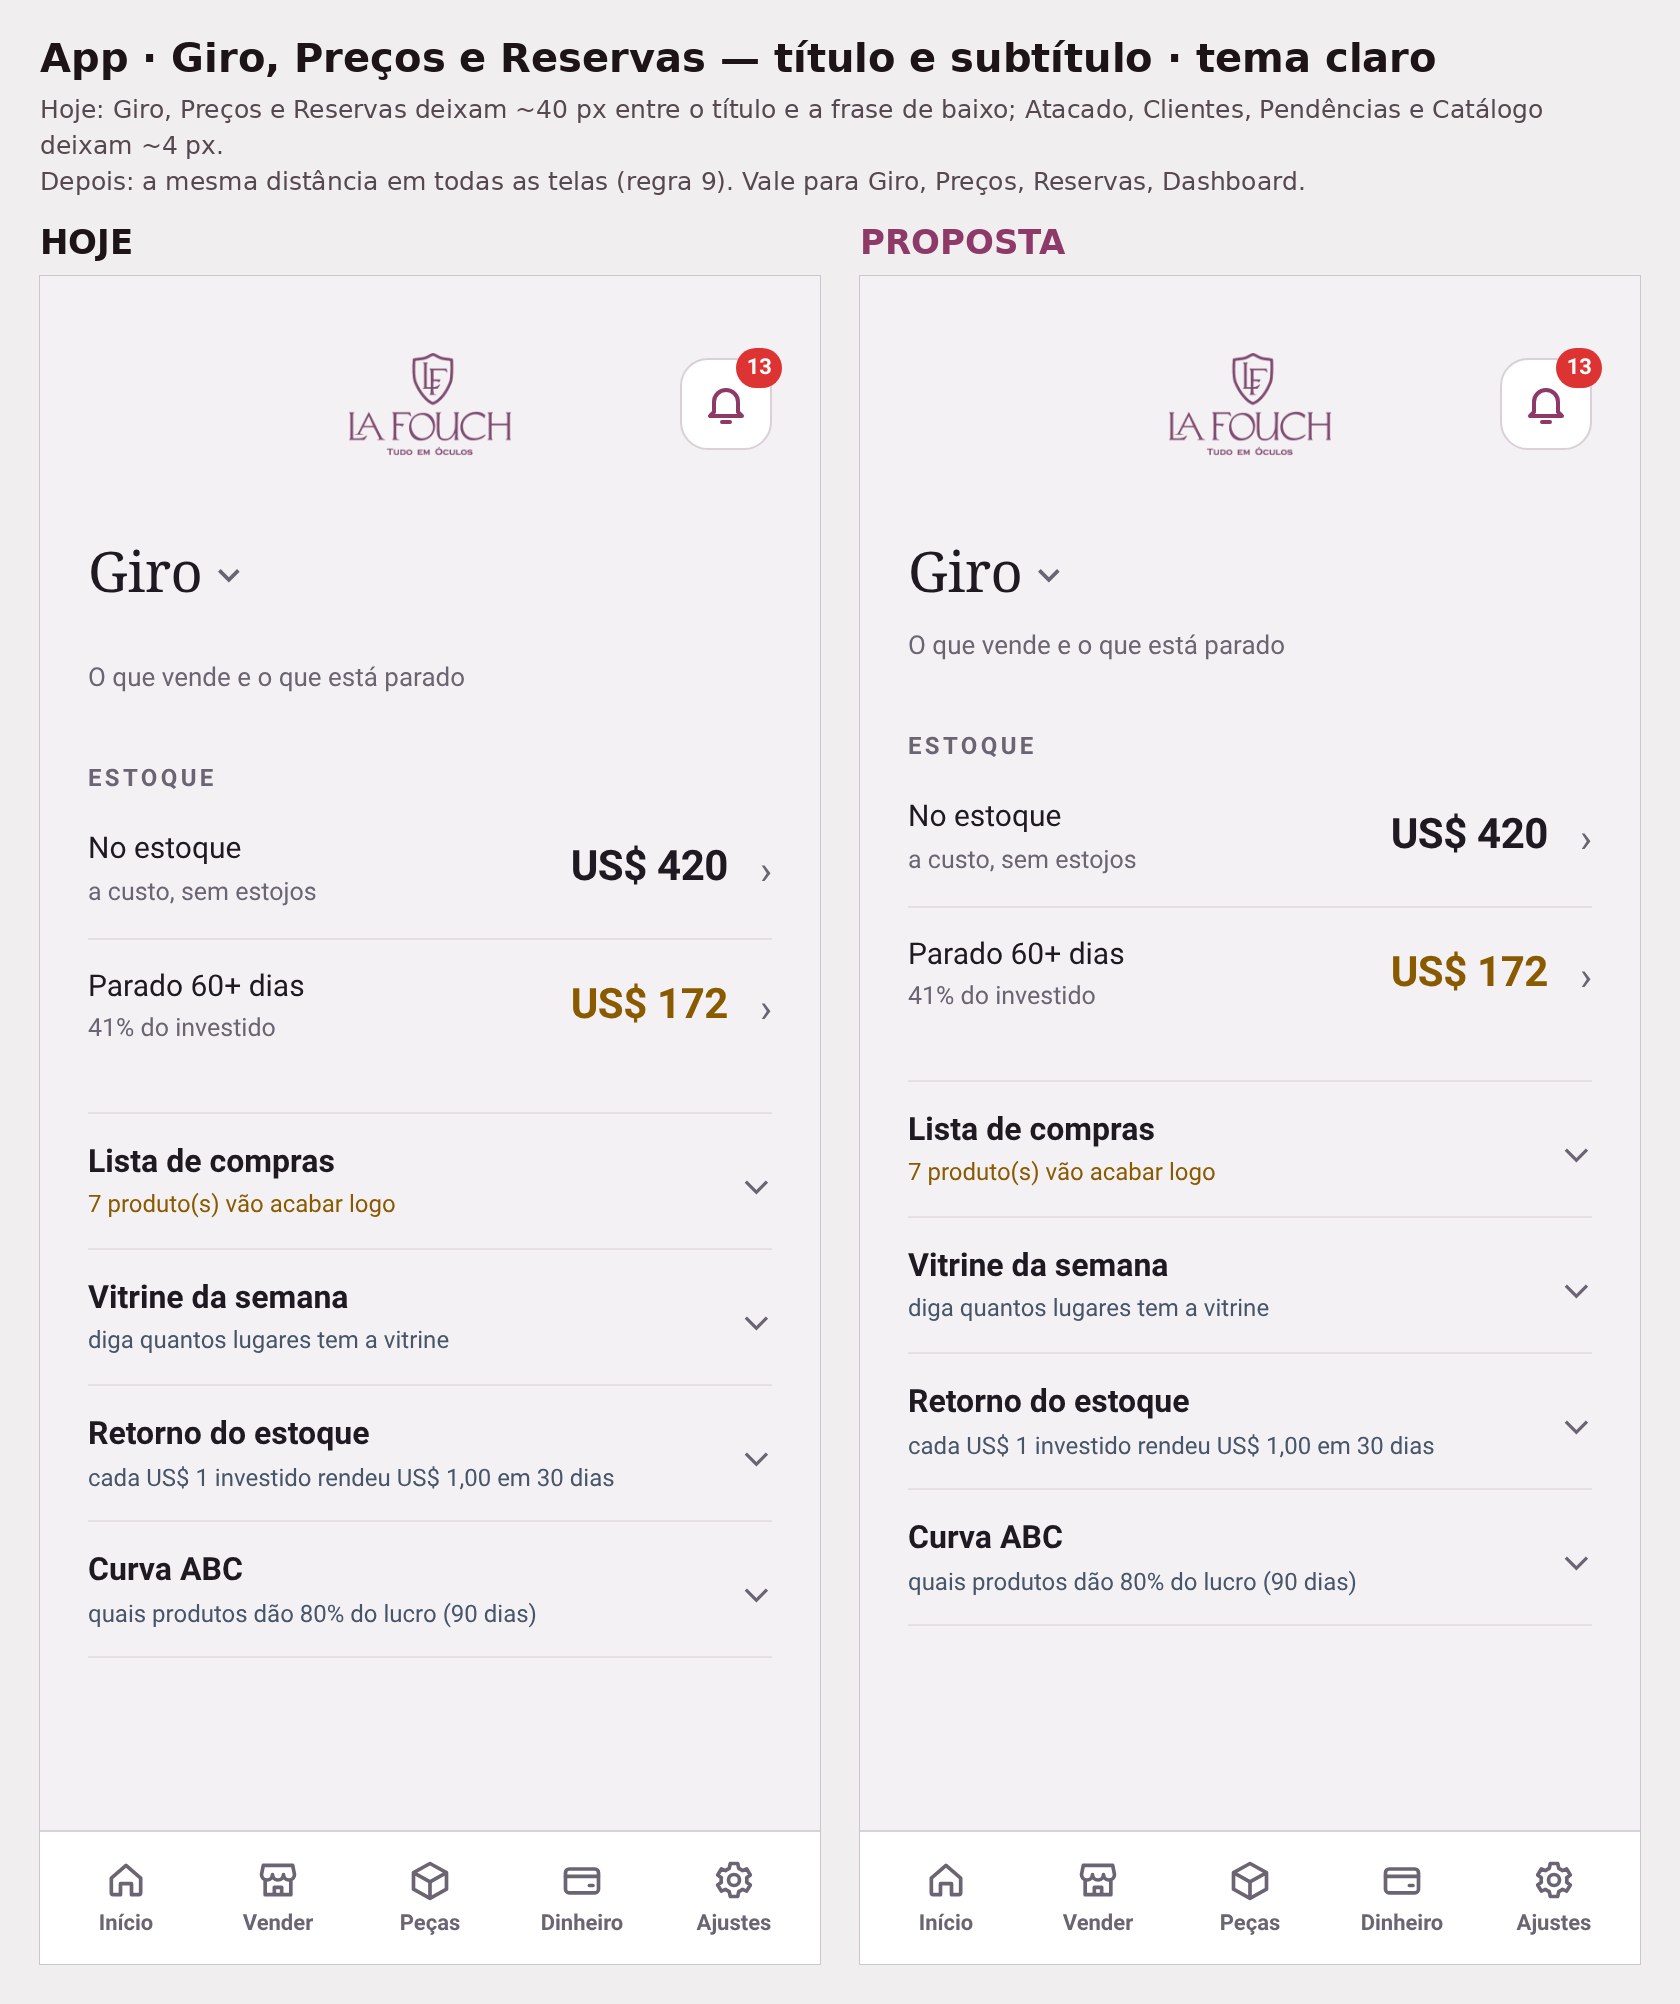 App · Giro, Preços e Reservas — título e subtítulo · tema claro
Hoje: Giro, Preços e Reservas deixam ~40 px entre o título e a frase de baixo; Atacado, Clientes, Pendências e Catálogo
deixam ~4 px.
Depois: a mesma distância em todas as telas (regra 9). Vale para Giro, Preços, Reservas, Dashboard.
HOJE
LF
LA FOUCH
TUDO EM ÓCULOS
13
Giro
O que vende e o que está parado
ESTOQUE
No estoque
a custo, sem estojos
US$ 420 ›
Parado 60+ dias
41% do investido
US$ 172 ›
Lista de compras
7 produto(s) vão acabar logo
Vitrine da semana
diga quantos lugares tem a vitrine
Retorno do estoque
cada US$ 1 investido rendeu US$ 1,00 em 30 dias
Curva ABC
quais produtos dão 80% do lucro (90 dias)
Início Vender Peças Dinheiro Ajustes
PROPOSTA
LF
LA FOUCH
TUDO EM ÓCULOS
13
Giro
O que vende e o que está parado
ESTOQUE
No estoque
a custo, sem estojos
US$ 420 ›
Parado 60+ dias
41% do investido
US$ 172 ›
Lista de compras
7 produto(s) vão acabar logo
Vitrine da semana
diga quantos lugares tem a vitrine
Retorno do estoque
cada US$ 1 investido rendeu US$ 1,00 em 30 dias
Curva ABC
quais produtos dão 80% do lucro (90 dias)
Início Vender Peças Dinheiro Ajustes